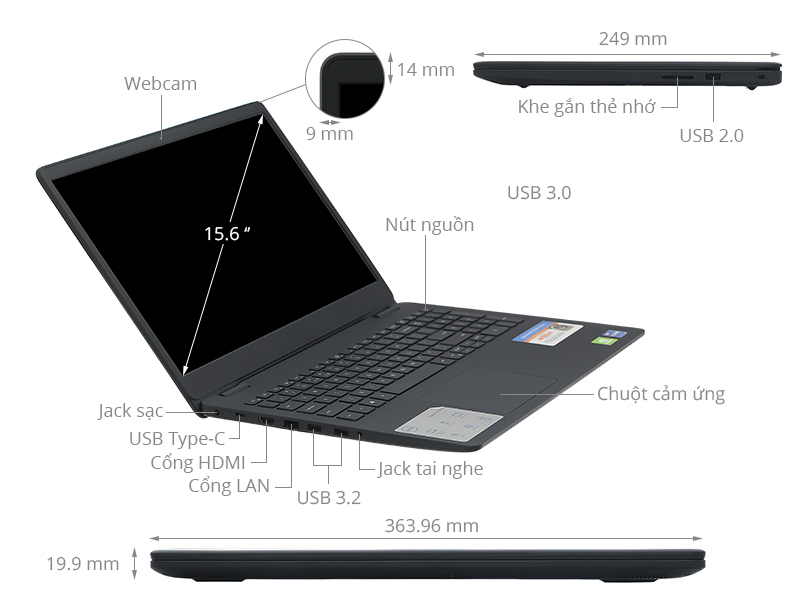 249 mm
14 mm
Webcam
Khe gắn thẻ nhớ
9 mm
USB 2.0
USB 3.0
Nút nguồn
15.6 “
Chuột cảm ứng
Jack sạc
USB Type-C
Cổng HDMI
Jack tai nghe
Cổng LAN
USB 3.2
363.96 mm
19.9 mm